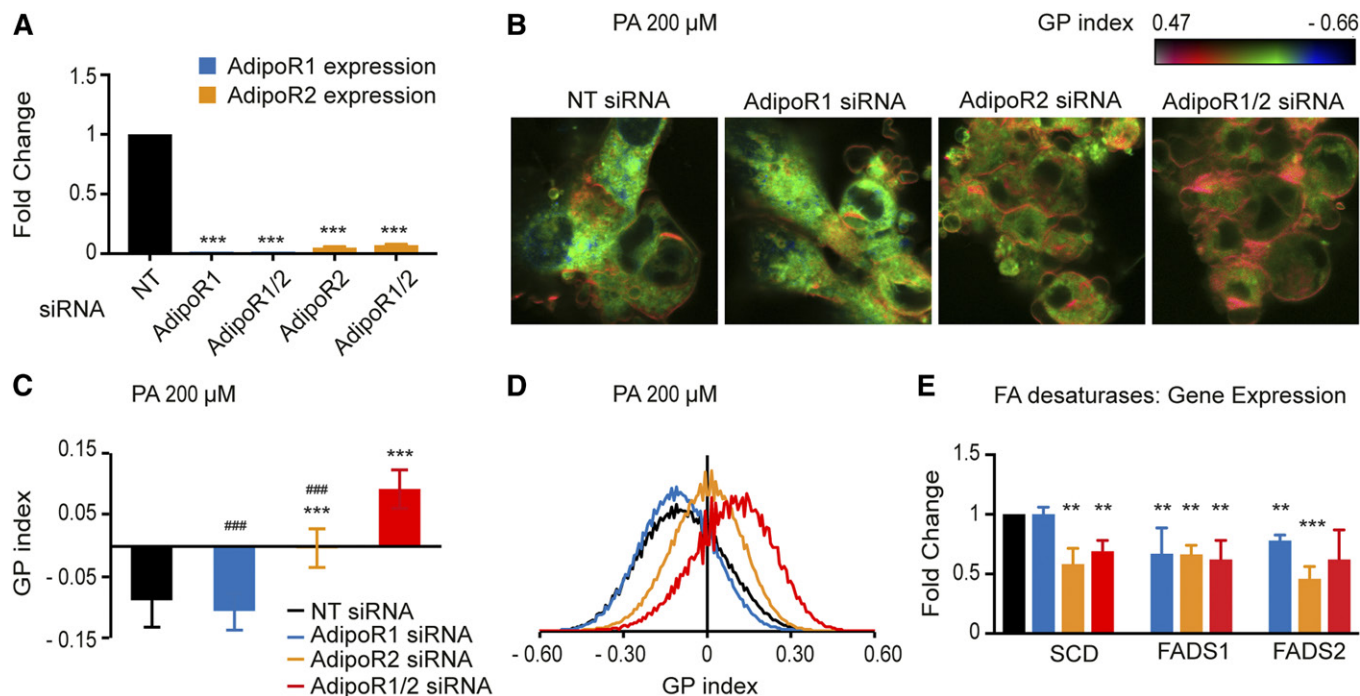 A
AdipoR1 expression
AdipoR2 expression
Fold Change
1.5
1
0.5
0
***
***
***
***
siRNA
NT
AdipoR1
AdipoR1/2
AdipoR2
AdipoR1/2
B
PA 200 µM
GP index
0.47
- 0.66
NT siRNA
AdipoR1 siRNA
AdipoR2 siRNA
AdipoR1/2 siRNA
C
PA 200 µM
GP index
0.15
0.05
- 0.05
- 0.15
###
###
***
***
NT siRNA
AdipoR1 siRNA
AdipoR2 siRNA
AdipoR1/2 siRNA
D
PA 200 µM
- 0.60
- 0.30
0
0.30
0.60
GP index
E
FA desaturases: Gene Expression
Fold Change
1.5
1
0.5
0
**
**
**
**
**
**
***
SCD
FADS1
FADS2